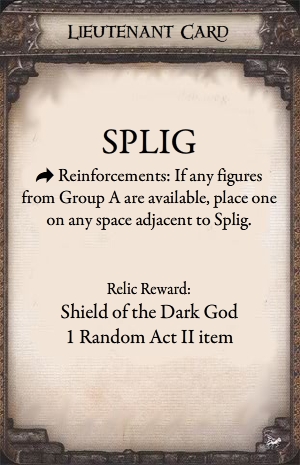 LIEUTENANT CARD
SPLIG
Reinforcements: If any figures
from Group A are available, place one
on any space adjacent to Splig.
Relic Reward:
Shield of the Dark God
1 Random Act II item